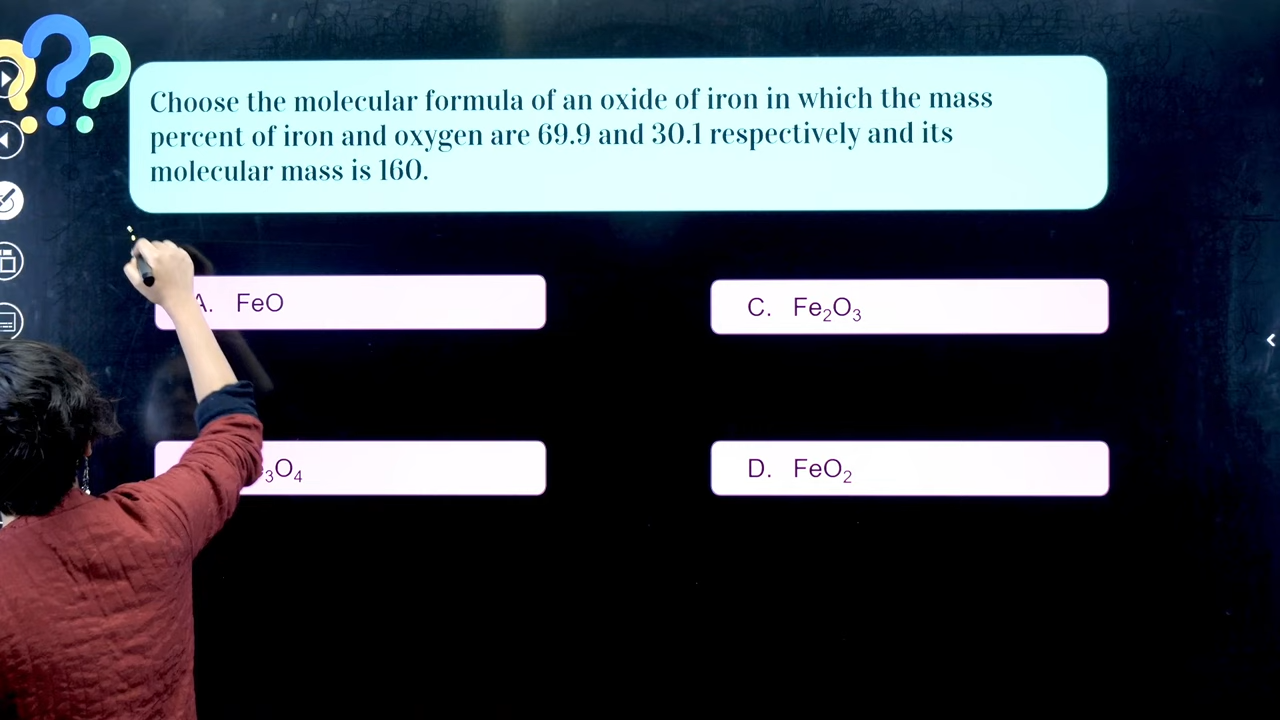 Choose the molecular formula of an oxide of iron in which the mass
percent of iron and oxygen are 69.9 and 30.1 respectively and its
molecular mass is 160.
A. FeO
C. Fe₂O₃
₃O₄
D. FeO₂